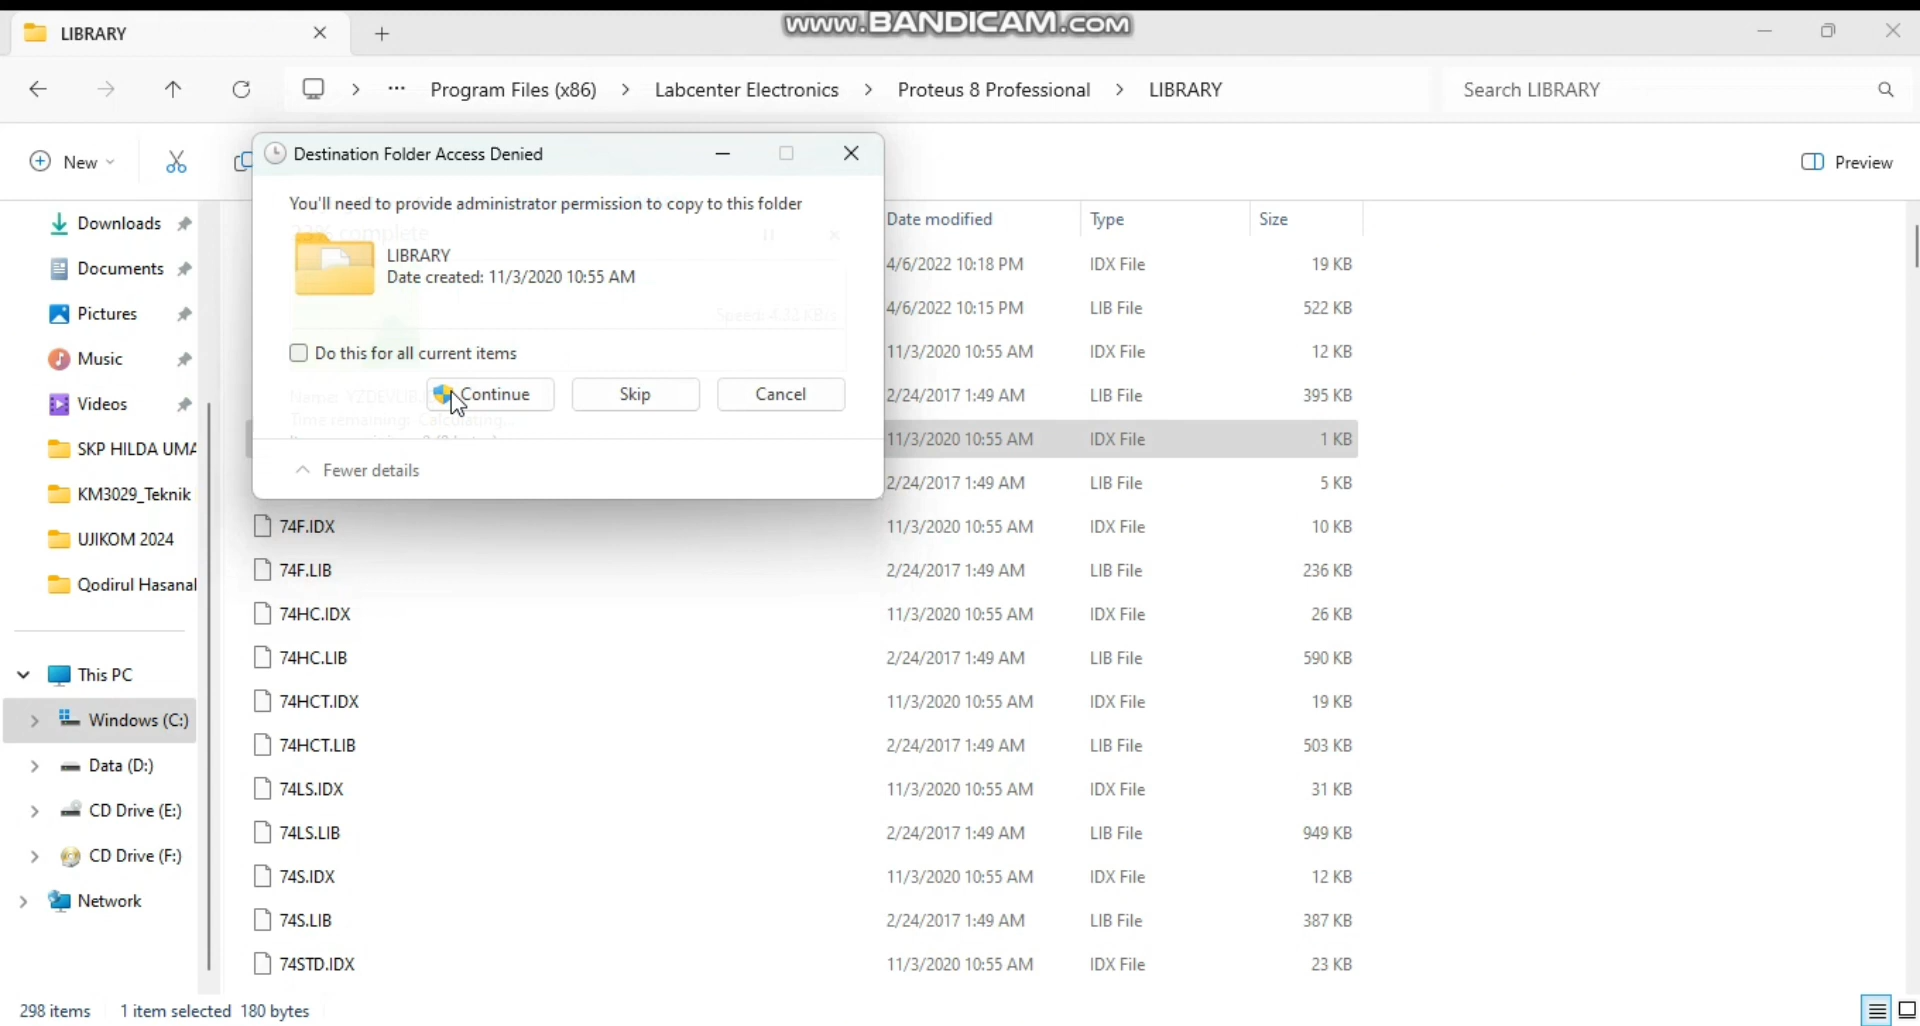 www.BANDICAM.com
LIBRARY
Program Files (x86) > Labcenter Electronics > Proteus 8 Professional > LIBRARY
Search LIBRARY
New
Preview
Destination Folder Access Denied
You'll need to provide administrator permission to copy to this folder
LIBRARY
Date created: 11/3/2020 10:55 AM
Do this for all current items
Continue Skip Cancel
Fewer details
Downloads
Documents
Pictures
Music
Videos
SKP HILDA UMA
KM3029_Teknik
UJIKOM 2024
Qodirul Hasanal
This PC
Windows (C:)
Data (D:)
CD Drive (E:)
CD Drive (F:)
Network
Date modified Type Size
4/6/2022 10:18 PM IDX File 19 KB
4/6/2022 10:15 PM LIB File 522 KB
11/3/2020 10:55 AM IDX File 12 KB
2/24/2017 1:49 AM LIB File 395 KB
11/3/2020 10:55 AM IDX File 1 KB
2/24/2017 1:49 AM LIB File 5 KB
74F.IDX 11/3/2020 10:55 AM IDX File 10 KB
74F.LIB 2/24/2017 1:49 AM LIB File 236 KB
74HC.IDX 11/3/2020 10:55 AM IDX File 26 KB
74HC.LIB 2/24/2017 1:49 AM LIB File 590 KB
74HCT.IDX 11/3/2020 10:55 AM IDX File 19 KB
74HCT.LIB 2/24/2017 1:49 AM LIB File 503 KB
74LS.IDX 11/3/2020 10:55 AM IDX File 31 KB
74LS.LIB 2/24/2017 1:49 AM LIB File 949 KB
74S.IDX 11/3/2020 10:55 AM IDX File 12 KB
74S.LIB 2/24/2017 1:49 AM LIB File 387 KB
74STD.IDX 11/3/2020 10:55 AM IDX File 23 KB
298 items 1 item selected 180 bytes